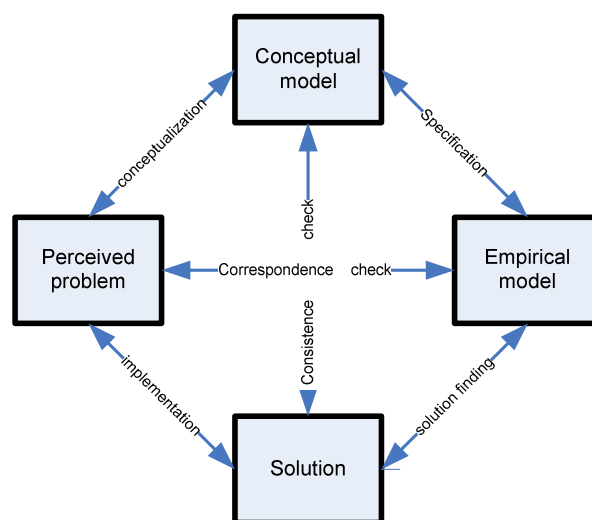 Conceptual
model
conceptualization
Specification
check
Perceived
problem
Correspondence check
Empirical
model
Consistence
implementation
solution finding
Solution